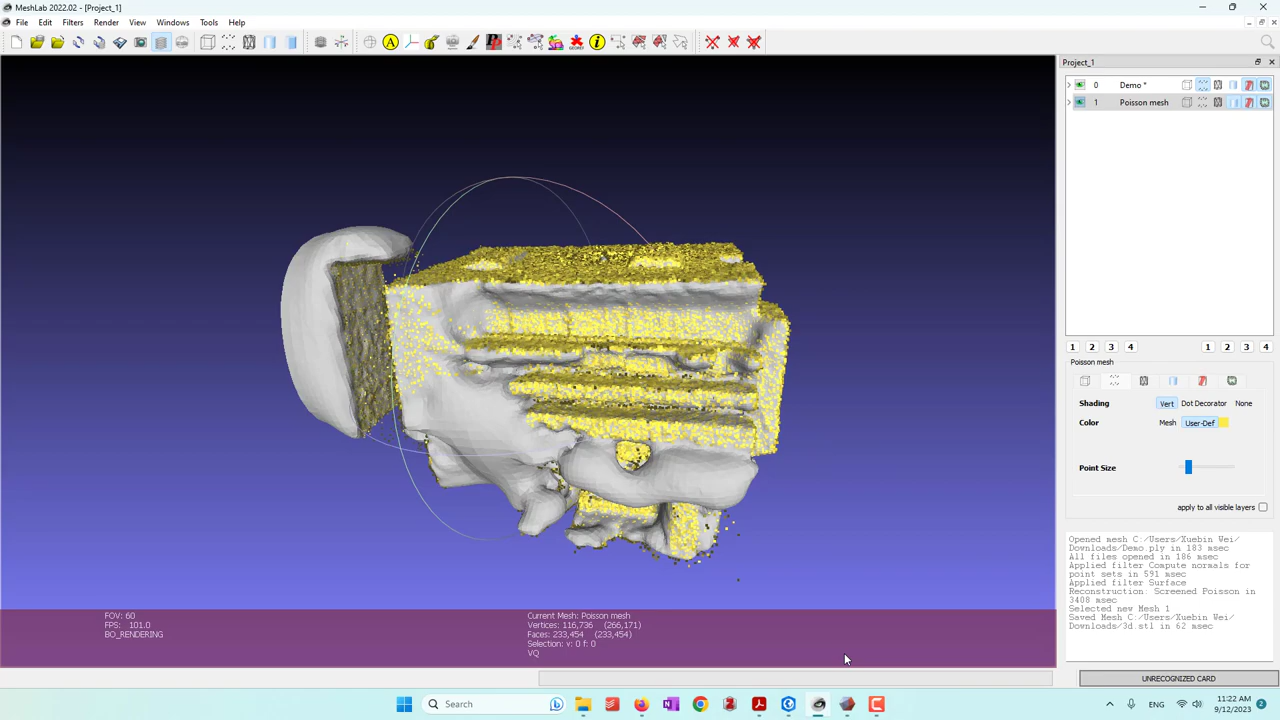 MeshLab 2022.02 - [Project_1]
File Edit Filters Render View Windows Tools Help
Project_1
0 Demo *
1 Poisson mesh
1 2 3 4 1 2 3 4
Poisson mesh
Shading Vert Dot Decorator None
Color Mesh User-Def
Point Size
apply to all visible layers
Opened mesh C:/Users/Xuebin Wei/
Downloads/Demo.ply in 183 msec
All files opened in 186 msec
Applied filter Compute normals for
point sets in 591 msec
Applied filter Surface
Reconstruction: Screened Poisson in
3408 msec
Selected new Mesh 1
Saved Mesh C:/Users/Xuebin Wei/
Downloads/3d.stl in 62 msec
FOV: 60
FPS: 101.0
BO_RENDERING
Current Mesh: Poisson mesh
Vertices: 116,736 (266,171)
Faces: 233,454 (233,454)
Selection: v: 0 f: 0
VQ
UNRECOGNIZED CARD
Search
ENG
11:22 AM
9/12/2023